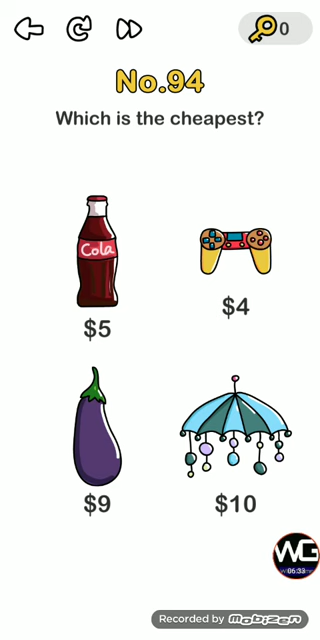 0
No.94
Which is the cheapest?
Cola
$5
$4
$9
$10
WG
06:33
Recorded by mobizen